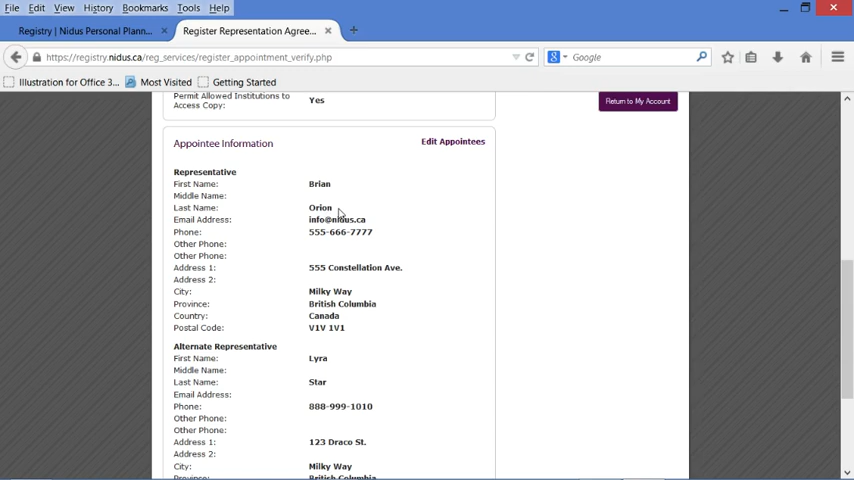 File Edit View History Bookmarks Tools Help
Registry | Nidus Personal Plann... × Register Representation Agree... × +
https://registry.nidus.ca/reg_services/register_appointment_verify.php Google
Illustration for Office 3... Most Visited Getting Started
Permit Allowed Institutions to
Access Copy: Yes
Return to My Account
Appointee Information Edit Appointees
Representative
First Name: Brian
Middle Name:
Last Name: Orion
Email Address: info@nidus.ca
Phone: 555-666-7777
Other Phone:
Other Phone:
Address 1: 555 Constellation Ave.
Address 2:
City: Milky Way
Province: British Columbia
Country: Canada
Postal Code: V1V 1V1
Alternate Representative
First Name: Lyra
Middle Name:
Last Name: Star
Email Address:
Phone: 888-999-1010
Other Phone:
Other Phone:
Address 1: 123 Draco St.
Address 2:
City: Milky Way
Province: British Columbia